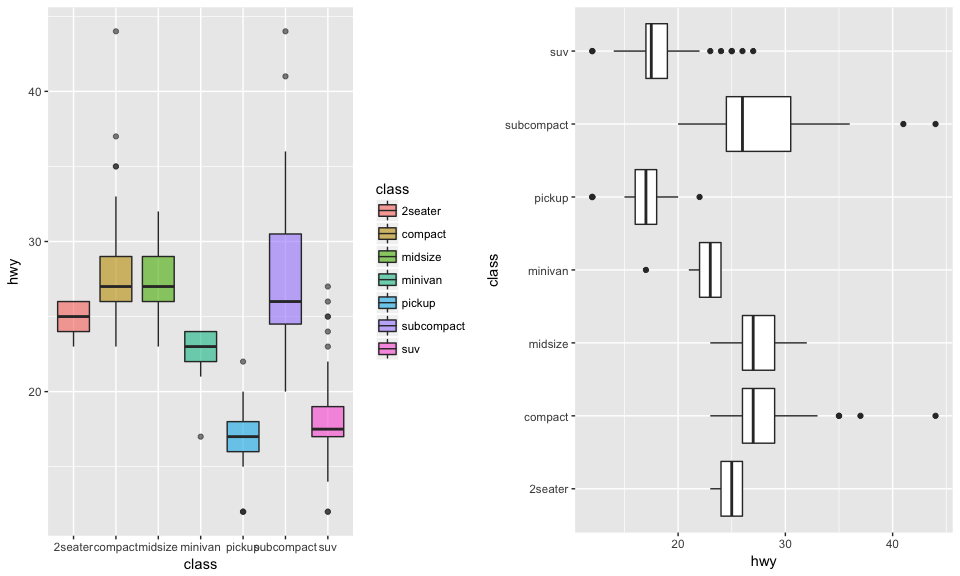 hwy
40
30
20
2seater compact midsize minivan pickup subcompact suv
class
class
2seater
compact
midsize
minivan
pickup
subcompact
suv
class
suv
subcompact
pickup
minivan
midsize
compact
2seater
20 30 40
hwy